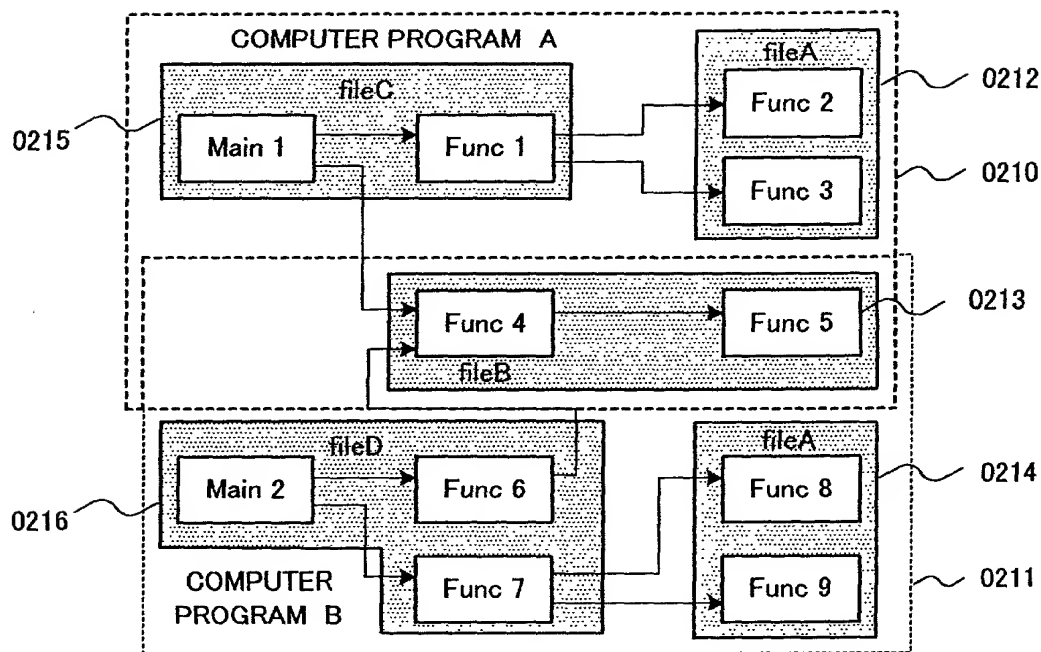 COMPUTER PROGRAM A
fileC
fileA
0212
Func 2
0215
Main 1
Func 1
0210
Func 3
0213
Func 4
Func 5
fileB
fileD
fileA
0214
Main 2
Func 6
Func 8
0216
0211
COMPUTER
PROGRAM B
Func 7
Func 9